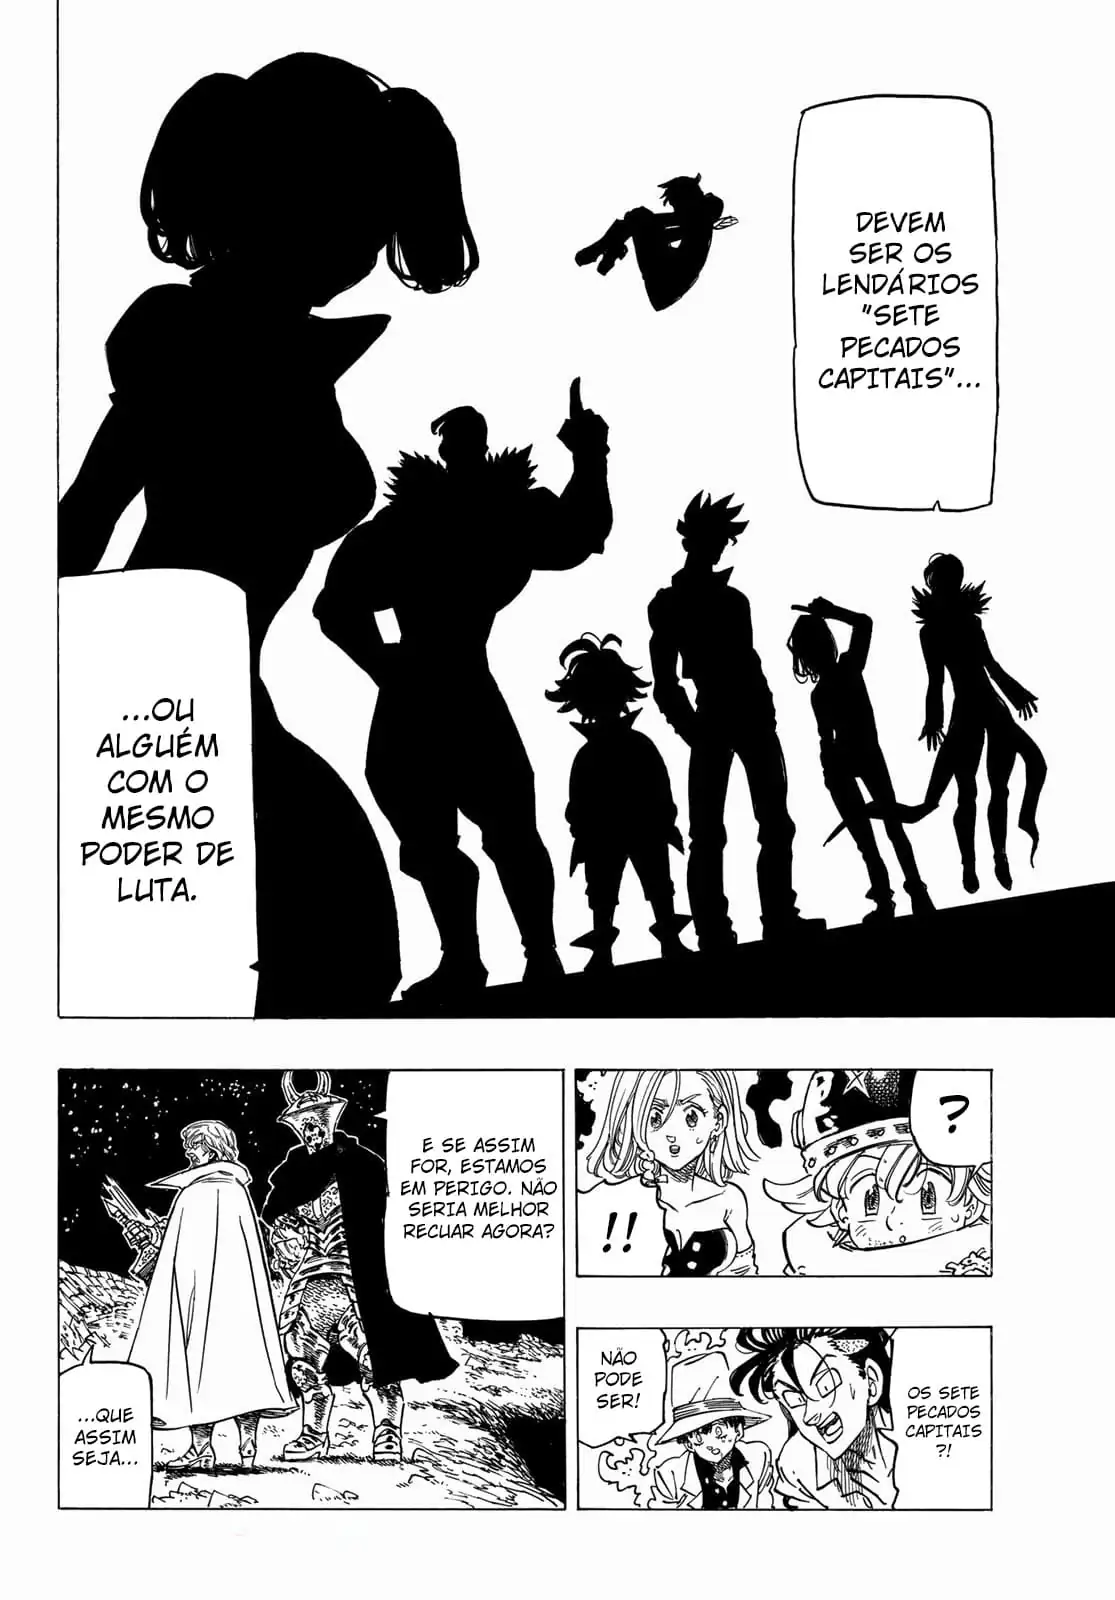 DEVEM
SER OS
LENDÁRIOS
"SETE
PECADOS
CAPITAIS"...
...OU
ALGUÉM
COM O
MESMO
PODER DE
LUTA.
?
!!
E SE ASSIM
FOR, ESTAMOS
EM PERIGO. NÃO
SERIA MELHOR
RECUAR AGORA?
OS SETE
PECADOS
CAPITAIS
?!
NÃO
PODE
SER!
...QUE
ASSIM
SEJA...